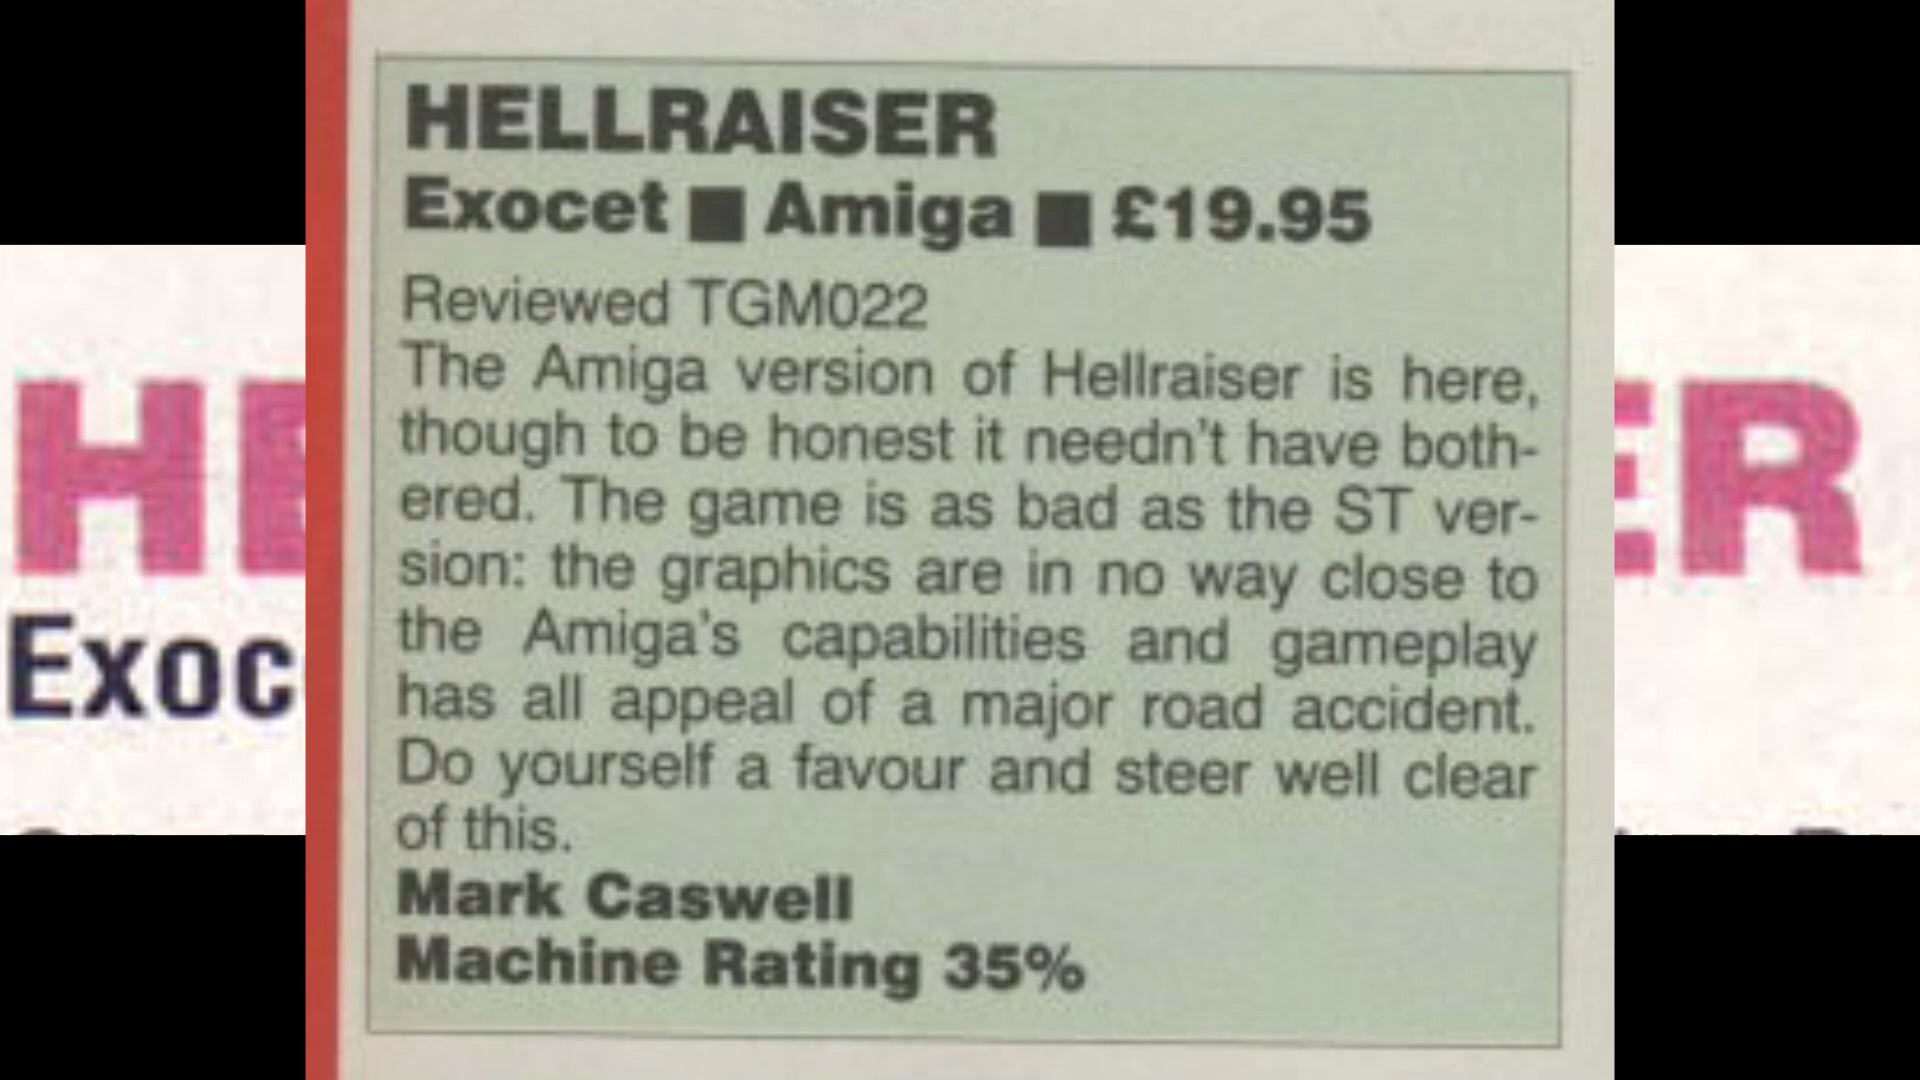 HELLRAISER
Exocet ■ Amiga ■ £19.95
Reviewed TGM022
The Amiga version of Hellraiser is here,
though to be honest it needn't have both-
ered. The game is as bad as the ST ver-
sion: the graphics are in no way close to
the Amiga's capabilities and gameplay
has all appeal of a major road accident.
Do yourself a favour and steer well clear
of this.
Mark Caswell
Machine Rating 35%
HE
ER
Exoc